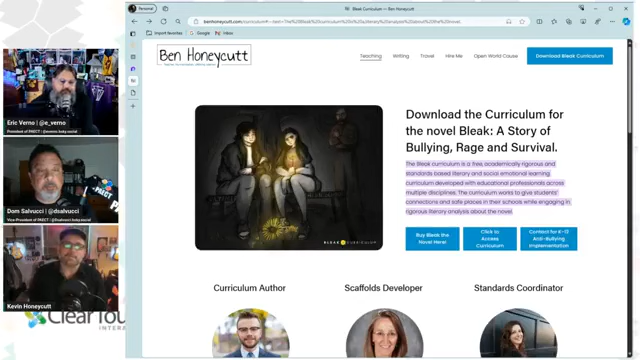 Personal
Bleak Curriculum — Ben Honeycutt
Import favorites
Google
Inbox
Ben Honeycutt
Teaching
Writing
Travel
Hire Me
Open World Cause
Download Bleak Curriculum
Download the Curriculum for
the novel Bleak: A Story of
Bullying, Rage and Survival.
The Bleak curriculum is a free, academically rigorous and
standards based literary and social emotional learning
curriculum developed with educational professionals across
multiple disciplines. The curriculum works to give students
connections and safe places in their schools while engaging in
rigorous literary analysis about the novel.
BLEAK CURRICULUM
Buy Bleak the
Novel Here!
Click to
Access
Curriculum
Contact for K-12
Anti-Bullying
Implementation
Curriculum Author
Scaffolds Developer
Standards Coordinator
Eric Verno | @e_verno
President of PAECT
Dom Salvucci | @dsalvucci
Vice-President of PAECT
Kevin Honeycutt